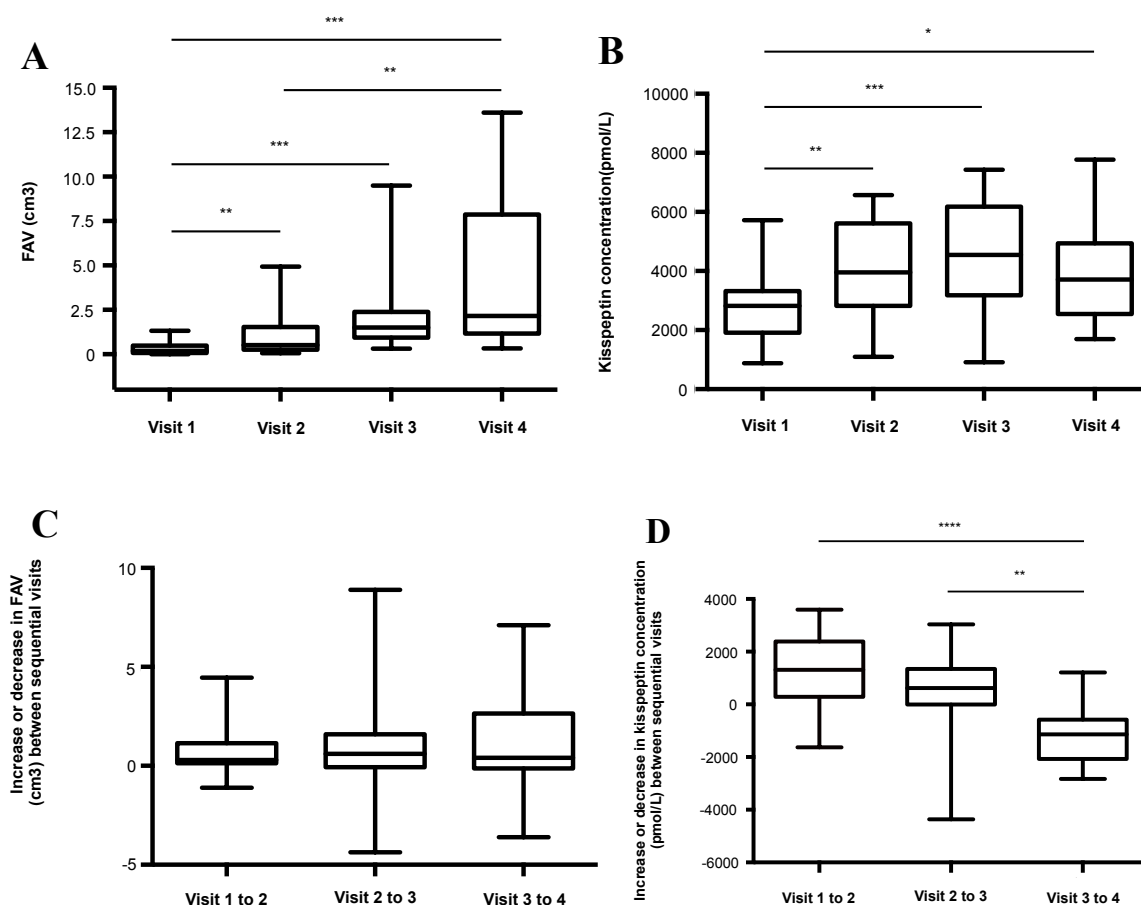 A
***
**
***
**
FAV (cm3)
15.0
12.5
10.0
7.5
5.0
2.5
0
Visit 1 Visit 2 Visit 3 Visit 4
B
*
***
**
Kisspeptin concentration(pmol/L)
10000
8000
6000
4000
2000
0
Visit 1 Visit 2 Visit 3 Visit 4
C
Increase or decrease in FAV
(cm3) between sequential visits
10
5
0
-5
Visit 1 to 2 Visit 2 to 3 Visit 3 to 4
D
****
**
Increase or decrease in kisspeptin concentration
(pmol/L) between sequential visits
4000
2000
0
-2000
-4000
-6000
Visit 1 to 2 Visit 2 to 3 Visit 3 to 4